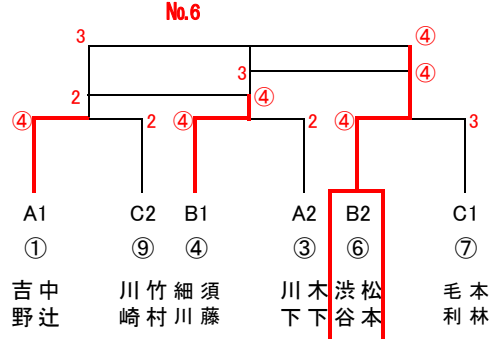 No.6
3 ④
3 ④
2 ④
④ 2 ④ 2 ④ 3
A1 C2 B1 A2 B2 C1
① ⑨ ④ ③ ⑥ ⑦
吉 中 川 竹 細 須 川 木 渋 松 毛 本
野 辻 崎 村 川 藤 下 下 谷 本 利 林